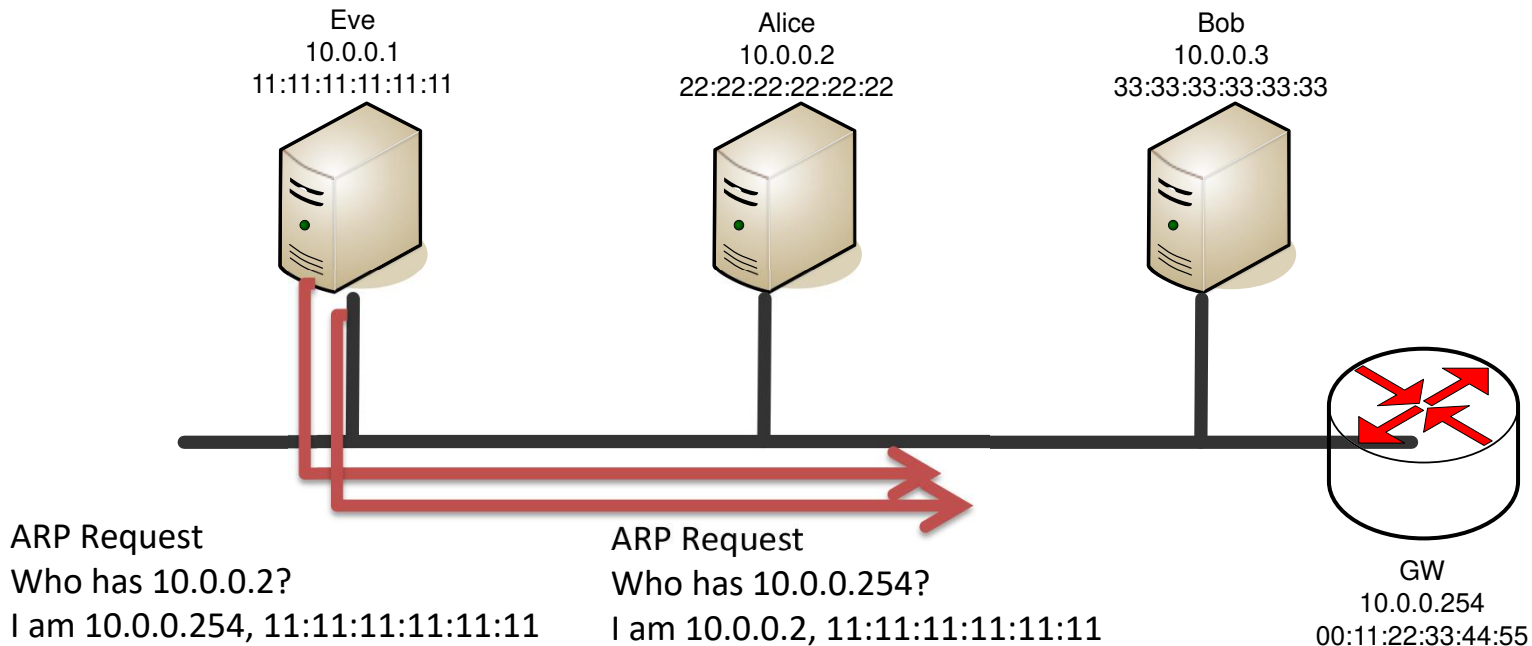 Eve
10.0.0.1
11:11:11:11:11:11
Alice
10.0.0.2
22:22:22:22:22:22
Bob
10.0.0.3
33:33:33:33:33:33
ARP Request
Who has 10.0.0.2?
I am 10.0.0.254, 11:11:11:11:11:11
ARP Request
Who has 10.0.0.254?
I am 10.0.0.2, 11:11:11:11:11:11
GW
10.0.0.254
00:11:22:33:44:55